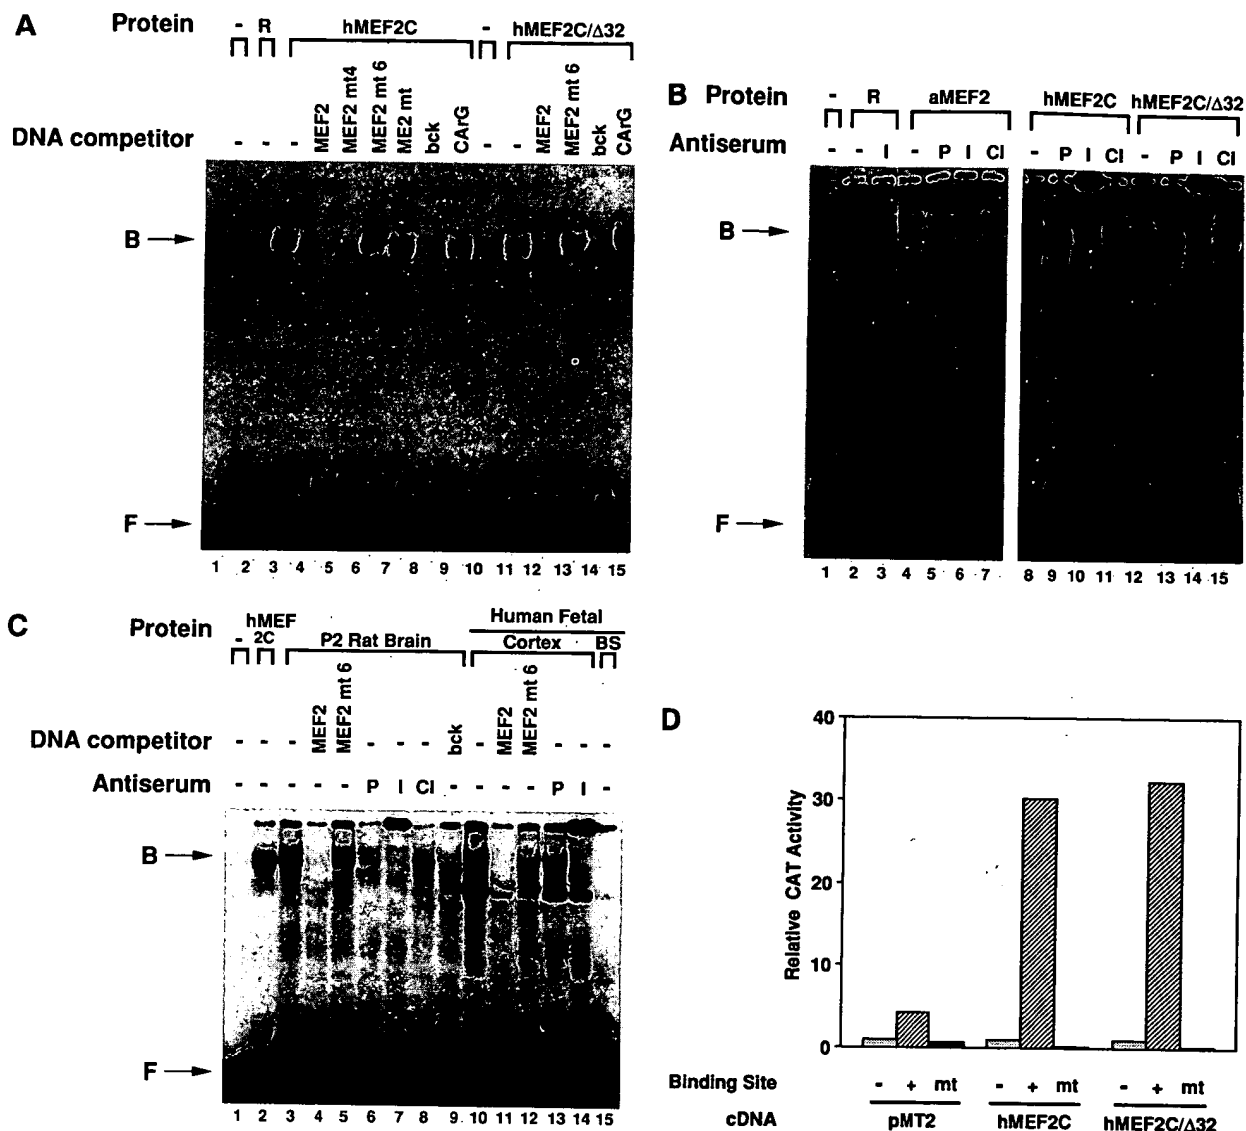 A
Protein - R hMEF2C - hMEF2C/Δ32
DNA competitor - - - MEF2 MEF2 mt4 MEF2 mt 6 ME2 mt bck CArG - - MEF2 MEF2 mt 6 bck CArG
B
F
1 2 3 4 5 6 7 8 9 10 11 12 13 14 15
B
Protein - R aMEF2 hMEF2C hMEF2C/Δ32
Antiserum - - I - P I CI - P I CI - P I CI
B
F
1 2 3 4 5 6 7 8 9 10 11 12 13 14 15
C
Human Fetal
Protein - hMEF 2C P2 Rat Brain Cortex BS
DNA competitor - - - MEF2 MEF2 mt 6 - - - bck - MEF2 MEF2 mt 6 - - -
Antiserum - - - - - P I CI - - - - P I -
B
F
1 2 3 4 5 6 7 8 9 10 11 12 13 14 15
D
Relative CAT Activity
40
30
20
10
0
Binding Site - + mt - + mt - + mt
cDNA pMT2 hMEF2C hMEF2C/Δ32